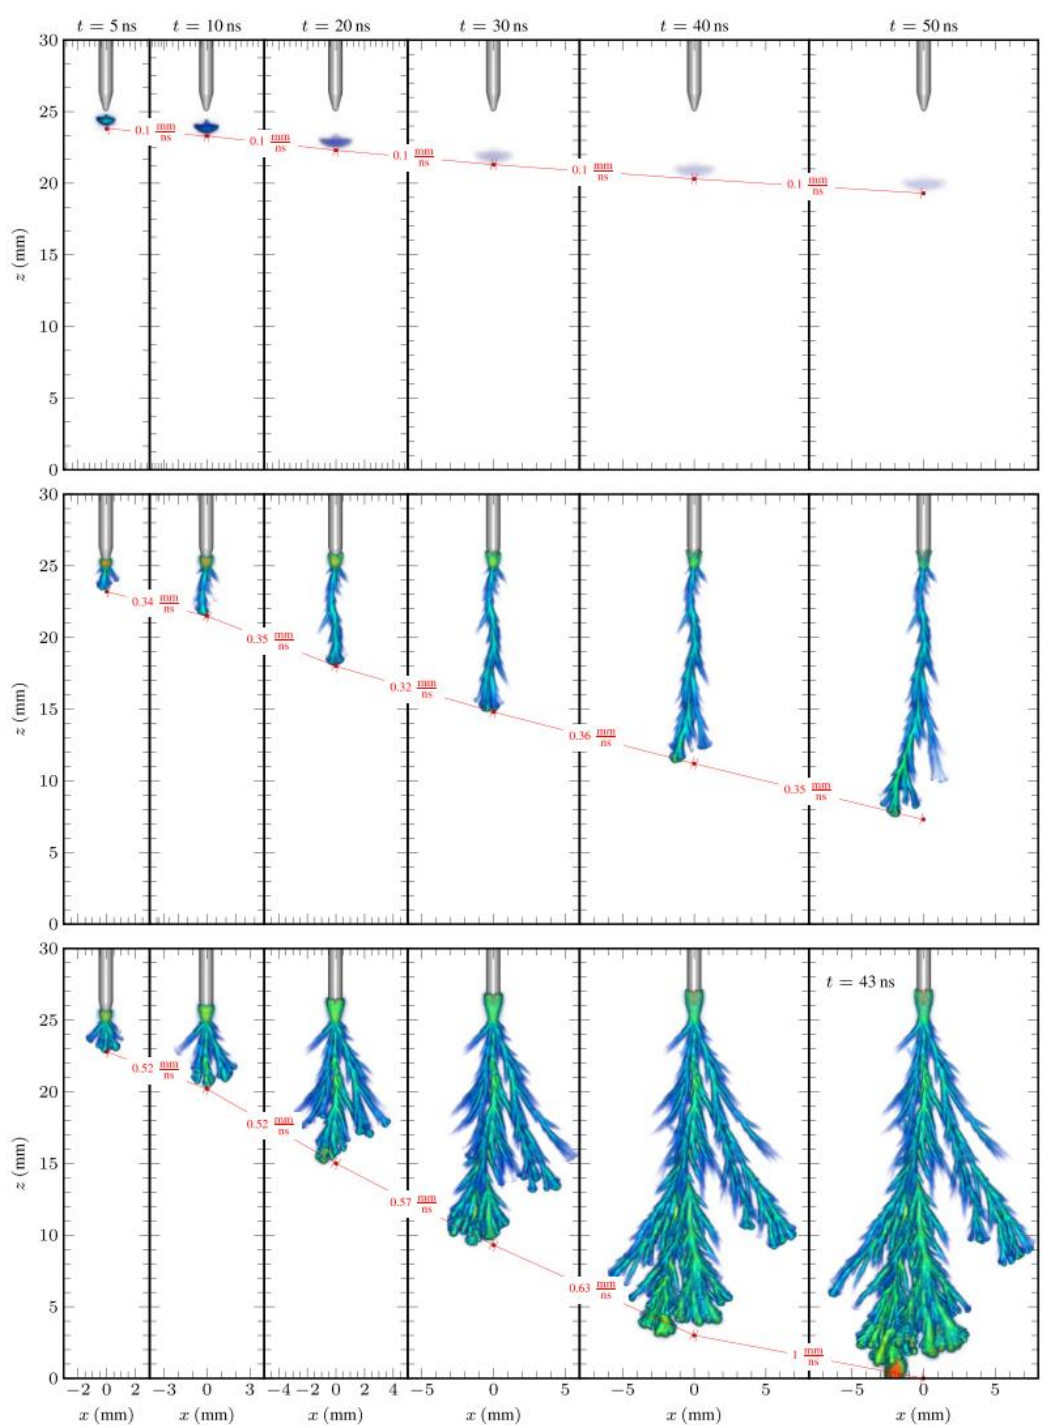 t = 5 ns t = 10 ns t = 20 ns t = 30 ns t = 40 ns t = 50 ns
30
25
20
15
10
5
0
z (mm)
0.1 mm/ns
0.1 mm/ns
0.1 mm/ns
0.1 mm/ns
0.1 mm/ns
30
25
20
15
10
5
0
z (mm)
0.34 mm/ns
0.35 mm/ns
0.32 mm/ns
0.36 mm/ns
0.35 mm/ns
30
25
20
15
10
5
0
z (mm)
t = 43 ns
0.52 mm/ns
0.52 mm/ns
0.57 mm/ns
0.63 mm/ns
1 mm/ns
−2 0 2 −3 0 3 −4 −2 0 2 4 −5 0 5 −5 0 5 −5 0 5
x (mm) x (mm) x (mm) x (mm) x (mm) x (mm)